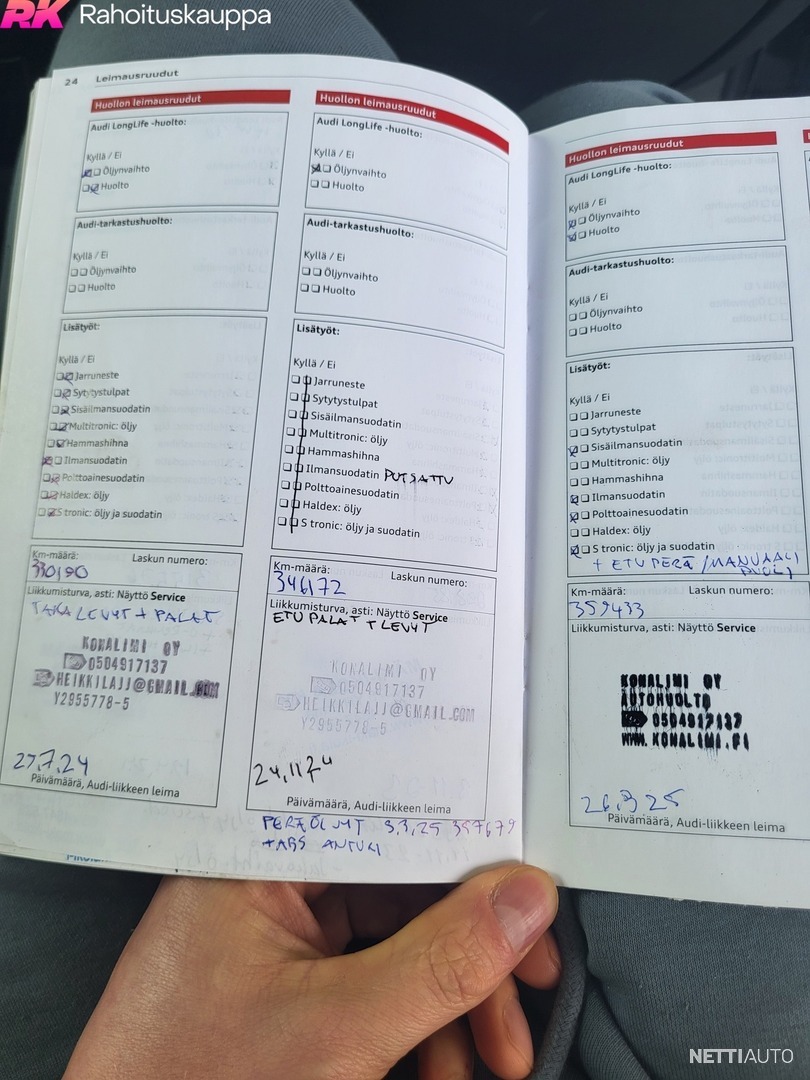 RK Rahoituskauppa
24 Leimausruudut
Huollon leimausruudut
Audi LongLife -huolto:
Kyllä / Ei
Öljynvaihto
Huolto
Audi-tarkastushuolto:
Kyllä / Ei
Öljynvaihto
Huolto
Lisätyöt:
Kyllä / Ei
Jarruneste
Sytytystulpat
Sisäilmansuodatin
Multitronic: öljy
Hammashihna
Ilmansuodatin
Polttoainesuodatin
Haldex: öljy
S tronic: öljy ja suodatin
Km-määrä: Laskun numero:
330190
Liikkumisturva, asti: Näyttö Service
TAKA LEVYT + PALAT
KONALIMI OY
0504917137
HEIKKILAJJ@GMAIL.COM
Y2955778-5
27.7.24
Päivämäärä, Audi-liikkeen leima
Huollon leimausruudut
Audi LongLife -huolto:
Kyllä / Ei
Öljynvaihto
Huolto
Audi-tarkastushuolto:
Kyllä / Ei
Öljynvaihto
Huolto
Lisätyöt:
Kyllä / Ei
Jarruneste
Sytytystulpat
Sisäilmansuodatin
Multitronic: öljy
Hammashihna
Ilmansuodatin PUTSATTU
Polttoainesuodatin
Haldex: öljy
S tronic: öljy ja suodatin
Km-määrä: Laskun numero:
346172
Liikkumisturva, asti: Näyttö Service
ETU PALAT + LEVYT
KONALIMI OY
0504917137
HEIKKILAJJ@GMAIL.COM
Y2955778-5
24.11.24
Päivämäärä, Audi-liikkeen leima
PERÄÖLJYT 3.3.25 357679
+ABS ANTURI
Huollon leimausruudut
Audi LongLife -huolto:
Kyllä / Ei
Öljynvaihto
Huolto
Audi-tarkastushuolto:
Kyllä / Ei
Öljynvaihto
Huolto
Lisätyöt:
Kyllä / Ei
Jarruneste
Sytytystulpat
Sisäilmansuodatin
Multitronic: öljy
Hammashihna
Ilmansuodatin
Polttoainesuodatin
Haldex: öljy
S tronic: öljy ja suodatin
+ ETU PERÄ / MANUAALI
Km-määrä: Laskun numero:
359433
Liikkumisturva, asti: Näyttö Service
KONALIMI OY
AUTOHUOLTO
0504917137
WWW.KONALIMI.FI
26.3.25
Päivämäärä, Audi-liikkeen leima
NETTIAUTO